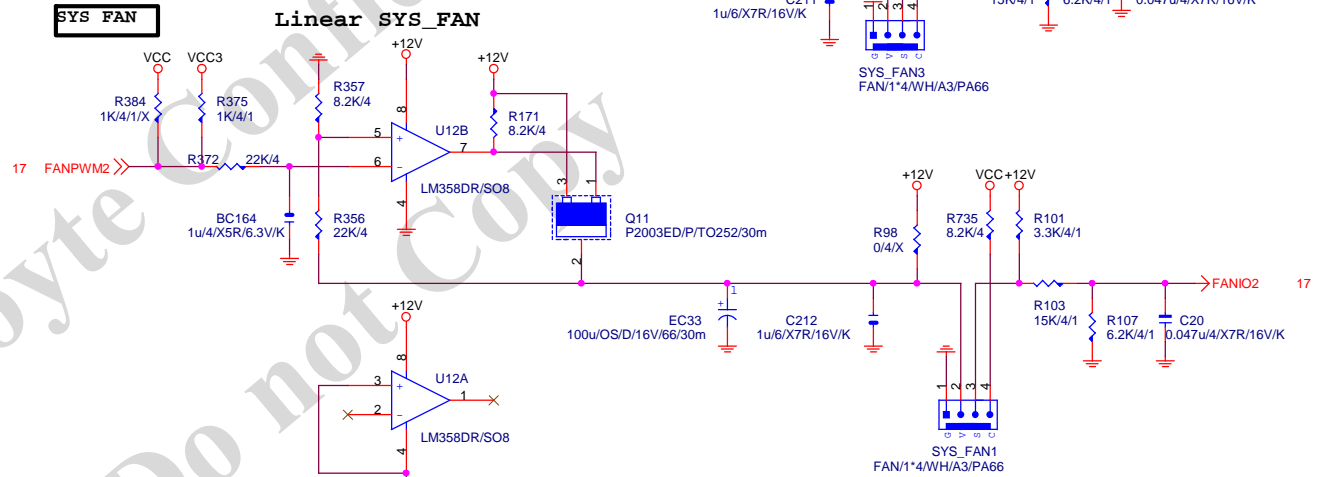 SYS FAN
Linear SYS_FAN
C211
1u/6/X7R/16V/K
1
2
3
4
G
V
S
C
SYS_FAN3
FAN/1*4/WH/A3/PA66
15K/4/1
6.2K/4/1
0.047u/4/X7R/16V/K
VCC
VCC3
+12V
+12V
R384
1K/4/1/X
R375
1K/4/1
R357
8.2K/4
R171
8.2K/4
8
5
+
6
-
7
4
U12B
LM358DR/SO8
17
FANPWM2
R372
22K/4
BC164
1u/4/X5R/6.3V/K
R356
22K/4
3
1
2
Q11
P2003ED/P/TO252/30m
+12V
VCC
+12V
R98
0/4/X
R735
8.2K/4
R101
3.3K/4/1
FANIO2
17
R103
15K/4/1
R107
6.2K/4/1
C20
0.047u/4/X7R/16V/K
+
1
EC33
100u/OS/D/16V/66/30m
C212
1u/6/X7R/16V/K
+12V
8
3
+
2
-
1
4
U12A
LM358DR/SO8
1
2
3
4
G
V
S
C
SYS_FAN1
FAN/1*4/WH/A3/PA66
byte Confi
Do not Copy